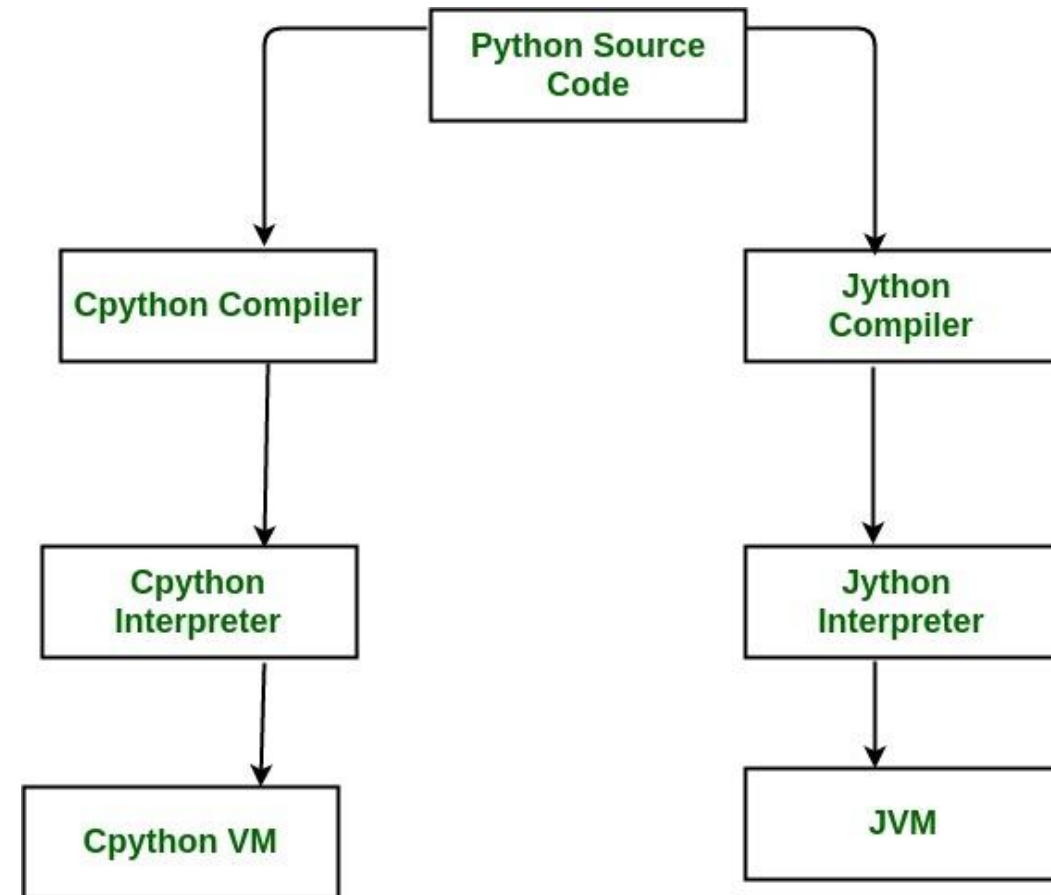 Python Source
Code
Cpython Compiler
Jython
Compiler
Cpython
Interpreter
Jython
Interpreter
Cpython VM
JVM